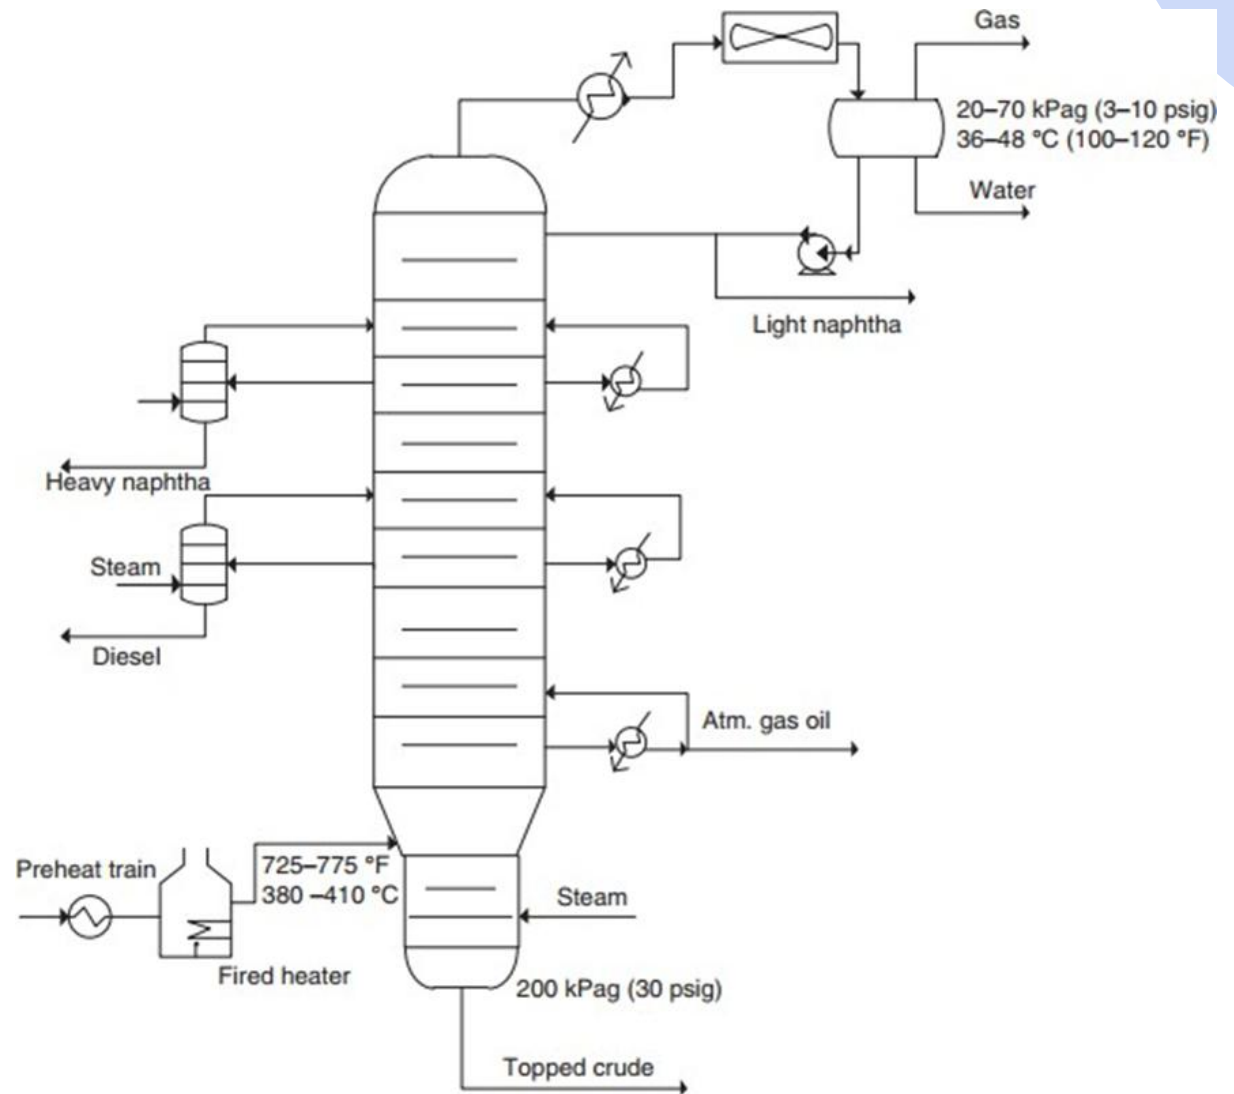 Gas
20–70 kPag (3–10 psig)
36–48 °C (100–120 °F)
Water
Light naphtha
Heavy naphtha
Steam
Diesel
Atm. gas oil
Preheat train
725–775 °F
380 –410 °C
Steam
Fired heater
200 kPag (30 psig)
Topped crude